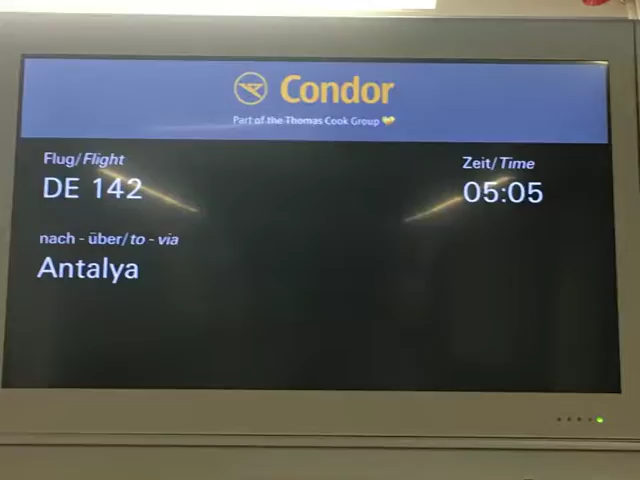 Condor
Part of the Thomas Cook Group
Flug/Flight
Zeit/Time
DE 142
05:05
nach - über/to - via
Antalya